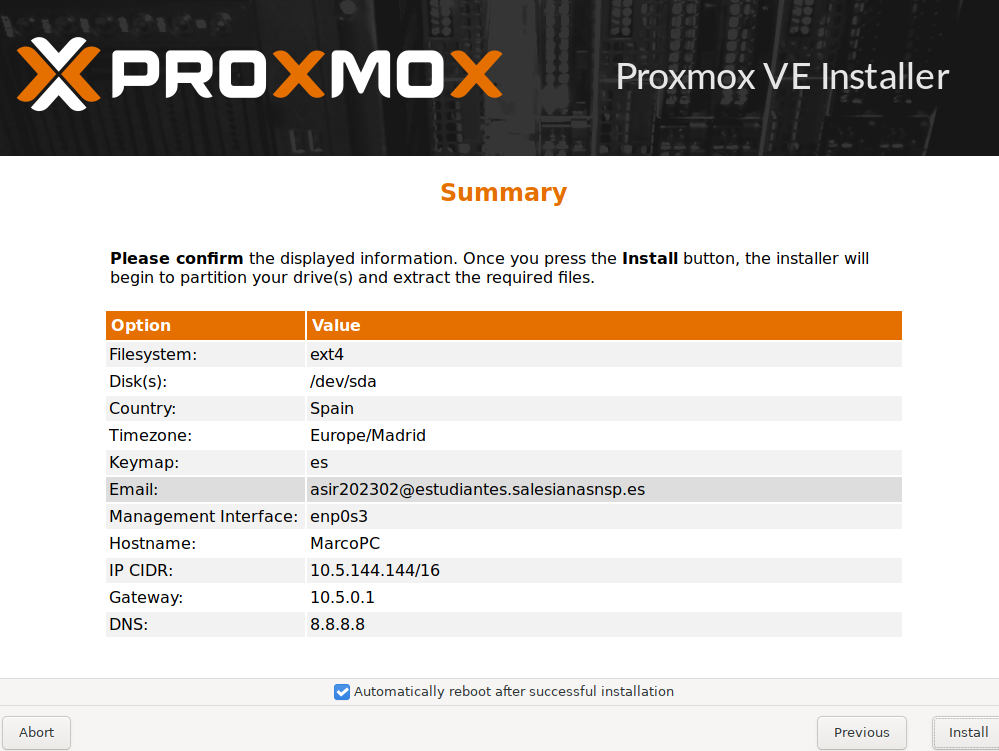 PROXMOX
Proxmox VE Installer
Summary
Please confirm the displayed information. Once you press the Install button, the installer will
begin to partition your drive(s) and extract the required files.
Option Value
Filesystem: ext4
Disk(s): /dev/sda
Country: Spain
Timezone: Europe/Madrid
Keymap: es
Email: asir202302@estudiantes.salesianasnsp.es
Management Interface: enp0s3
Hostname: MarcoPC
IP CIDR: 10.5.144.144/16
Gateway: 10.5.0.1
DNS: 8.8.8.8
Automatically reboot after successful installation
Abort Previous Install